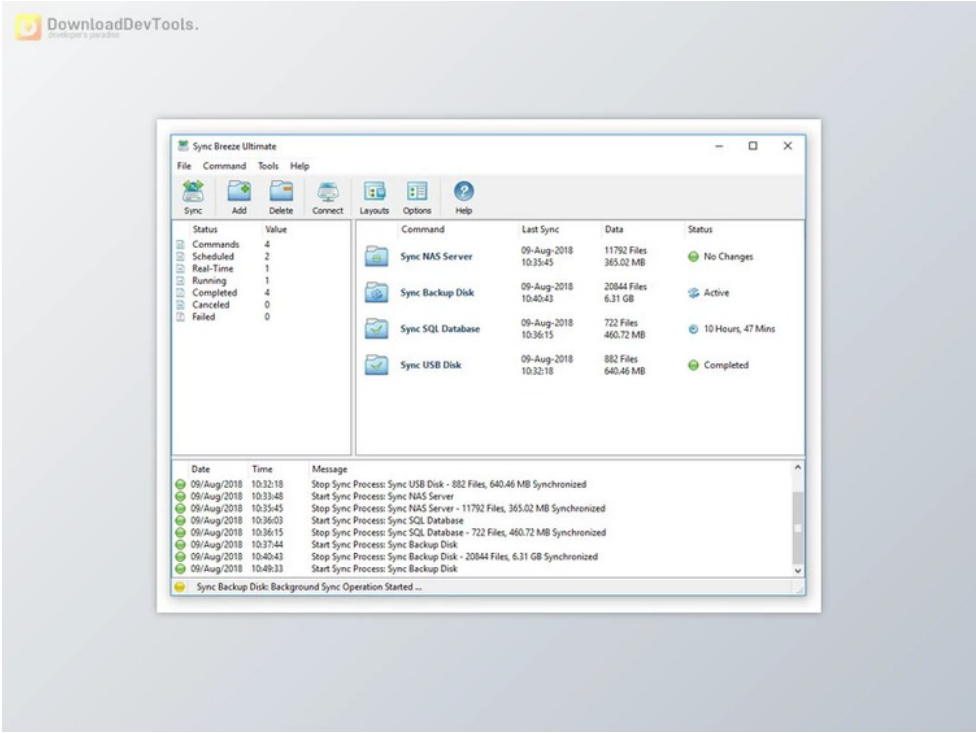 DownloadDevTools.
developer's paradise
Sync Breeze Ultimate
File Command Tools Help
Sync Add Delete Connect Layouts Options Help
Status Value
Commands 4
Scheduled 2
Real-Time 1
Running 1
Completed 4
Canceled 0
Failed 0
Command Last Sync Data Status
Sync NAS Server 09-Aug-2018 10:35:45 11792 Files 365.02 MB No Changes
Sync Backup Disk 09-Aug-2018 10:40:43 20844 Files 6.31 GB Active
Sync SQL Database 09-Aug-2018 10:36:15 722 Files 460.72 MB 10 Hours, 47 Mins
Sync USB Disk 09-Aug-2018 10:32:18 882 Files 640.46 MB Completed
Date Time Message
09/Aug/2018 10:32:18 Stop Sync Process: Sync USB Disk - 882 Files, 640.46 MB Synchronized
09/Aug/2018 10:33:48 Start Sync Process: Sync NAS Server
09/Aug/2018 10:35:45 Stop Sync Process: Sync NAS Server - 11792 Files, 365.02 MB Synchronized
09/Aug/2018 10:36:03 Start Sync Process: Sync SQL Database
09/Aug/2018 10:36:15 Stop Sync Process: Sync SQL Database - 722 Files, 460.72 MB Synchronized
09/Aug/2018 10:37:44 Start Sync Process: Sync Backup Disk
09/Aug/2018 10:40:43 Stop Sync Process: Sync Backup Disk - 20844 Files, 6.31 GB Synchronized
09/Aug/2018 10:49:33 Start Sync Process: Sync Backup Disk
Sync Backup Disk: Background Sync Operation Started ...